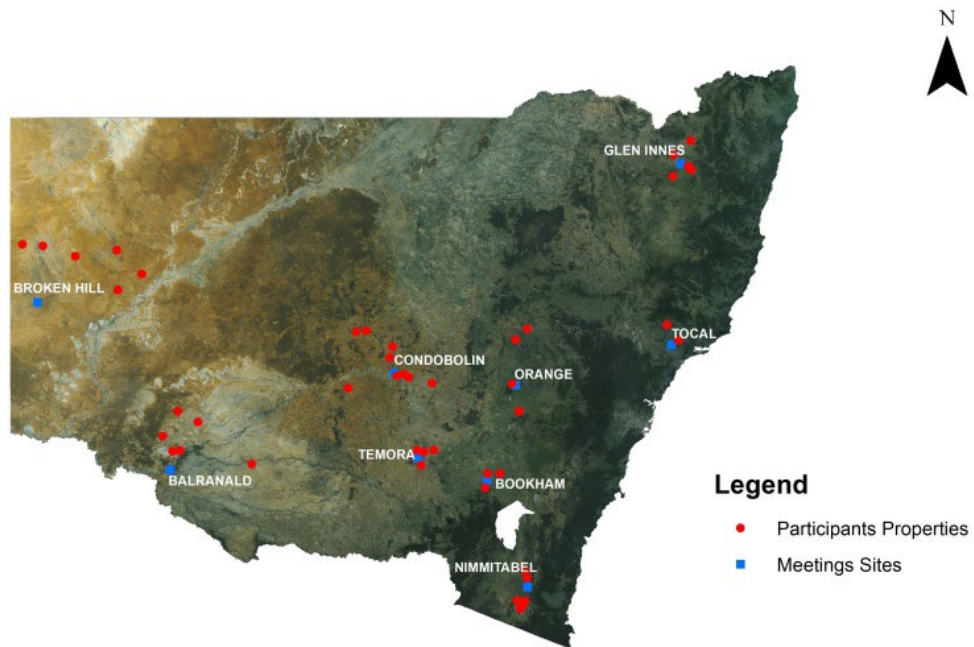 N
GLEN INNES
BROKEN HILL
TOCAL
CONDOBOLIN
ORANGE
TEMORA
BALRANALD
BOOKHAM
Legend
Participants Properties
Meetings Sites
NIMMITABEL